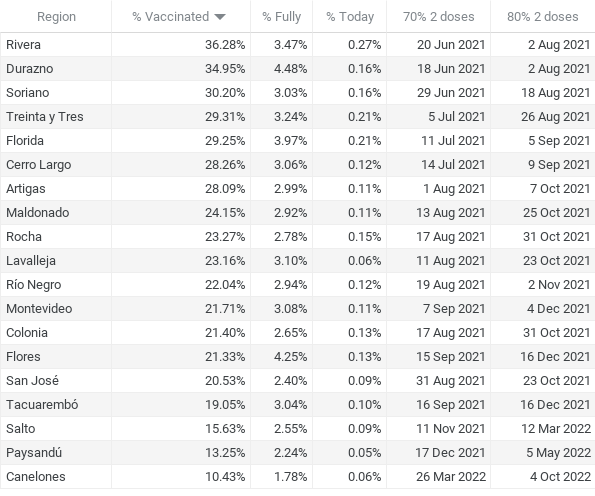 Region % Vaccinated % Fully % Today 70% 2 doses 80% 2 doses
Rivera 36.28% 3.47% 0.27% 20 Jun 2021 2 Aug 2021
Durazno 34.95% 4.48% 0.16% 18 Jun 2021 2 Aug 2021
Soriano 30.20% 3.03% 0.16% 29 Jun 2021 18 Aug 2021
Treinta y Tres 29.31% 3.24% 0.21% 5 Jul 2021 26 Aug 2021
Florida 29.25% 3.97% 0.21% 11 Jul 2021 5 Sep 2021
Cerro Largo 28.26% 3.06% 0.12% 14 Jul 2021 9 Sep 2021
Artigas 28.09% 2.99% 0.11% 1 Aug 2021 7 Oct 2021
Maldonado 24.15% 2.92% 0.11% 13 Aug 2021 25 Oct 2021
Rocha 23.27% 2.78% 0.15% 17 Aug 2021 31 Oct 2021
Lavalleja 23.16% 3.10% 0.06% 11 Aug 2021 23 Oct 2021
Río Negro 22.04% 2.94% 0.12% 19 Aug 2021 2 Nov 2021
Montevideo 21.71% 3.08% 0.11% 7 Sep 2021 4 Dec 2021
Colonia 21.40% 2.65% 0.13% 17 Aug 2021 31 Oct 2021
Flores 21.33% 4.25% 0.13% 15 Sep 2021 16 Dec 2021
San José 20.53% 2.40% 0.09% 31 Aug 2021 23 Oct 2021
Tacuarembó 19.05% 3.04% 0.10% 16 Sep 2021 16 Dec 2021
Salto 15.63% 2.55% 0.09% 11 Nov 2021 12 Mar 2022
Paysandú 13.25% 2.24% 0.05% 17 Dec 2021 5 May 2022
Canelones 10.43% 1.78% 0.06% 26 Mar 2022 4 Oct 2022